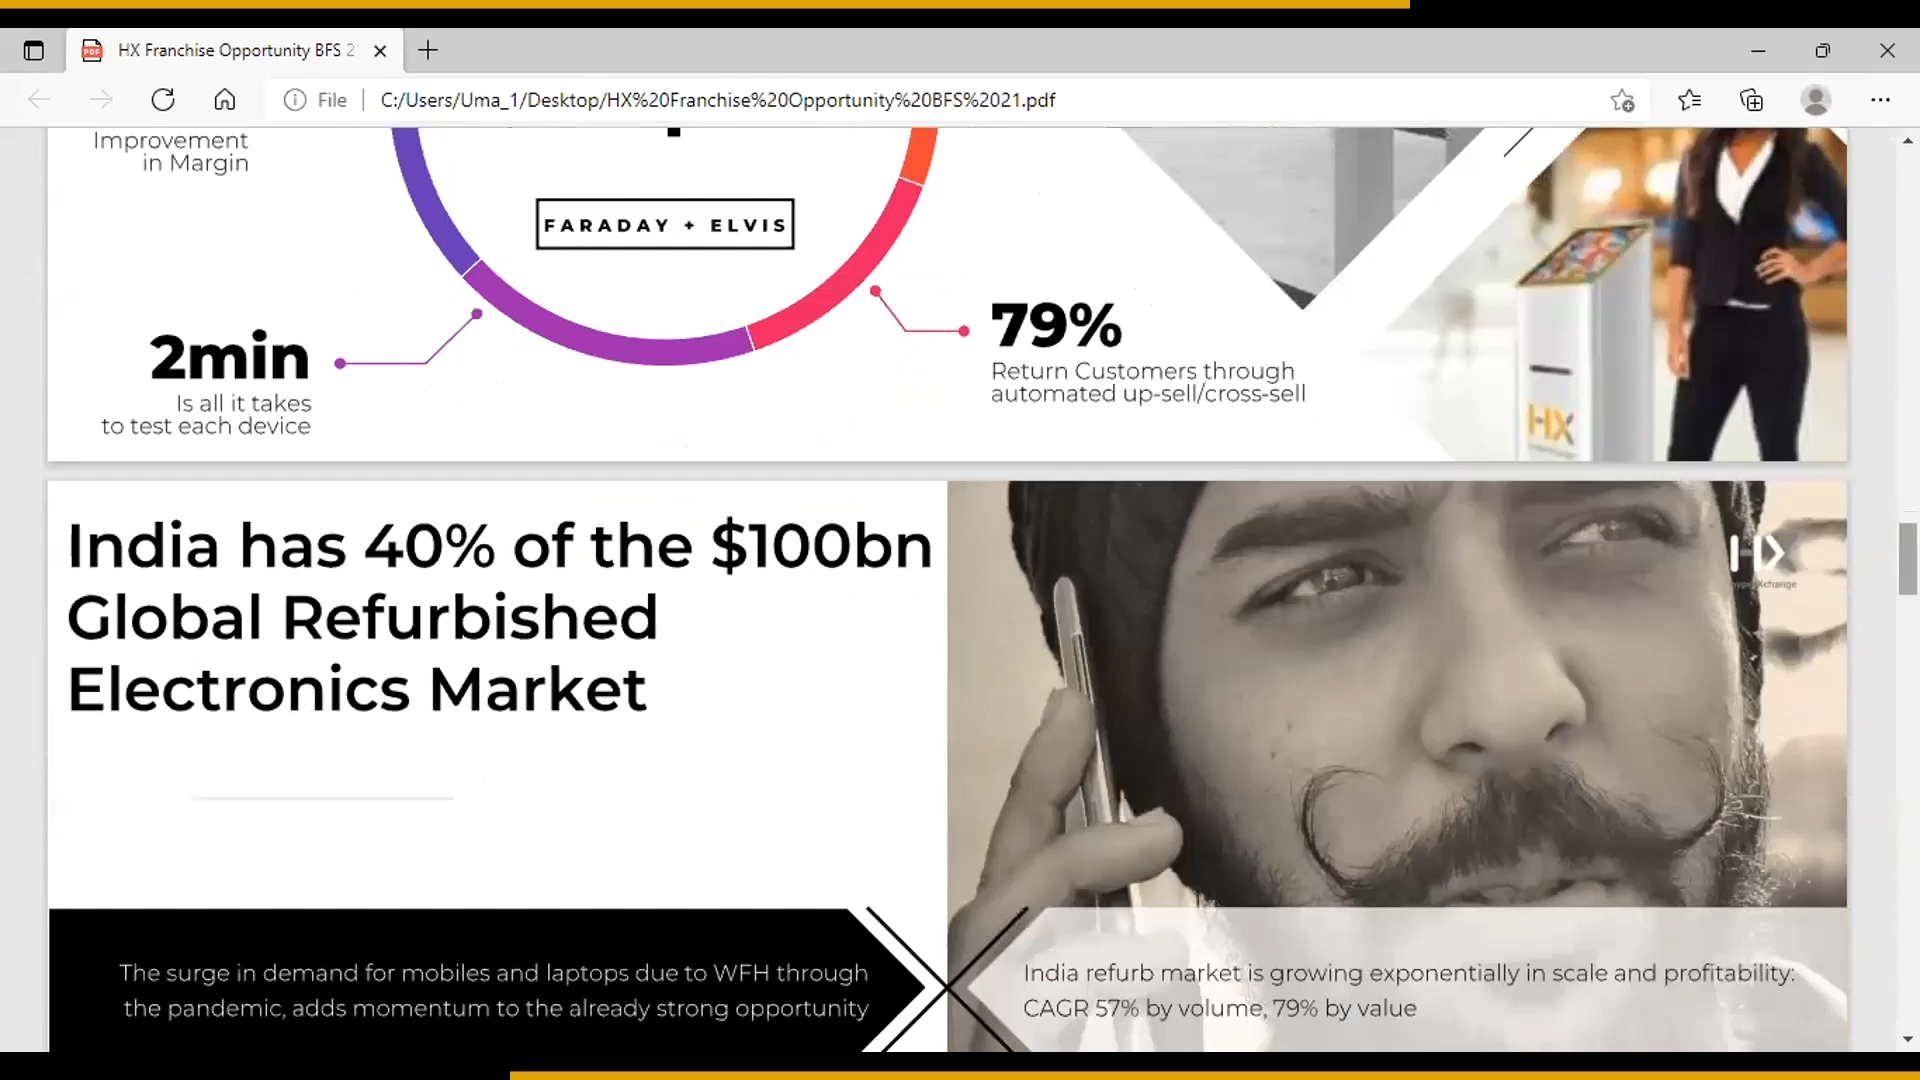 HX Franchise Opportunity BFS 2
File
C:/Users/Uma_1/Desktop/HX%20Franchise%20Opportunity%20BFS%2021.pdf
Improvement
in Margin
FARADAY + ELVIS
2min
Is all it takes
to test each device
79%
Return Customers through
automated up-sell/cross-sell
HX
India has 40% of the $100bn
Global Refurbished
Electronics Market
HX
hyperXchange
The surge in demand for mobiles and laptops due to WFH through
the pandemic, adds momentum to the already strong opportunity
India refurb market is growing exponentially in scale and profitability:
CAGR 57% by volume, 79% by value